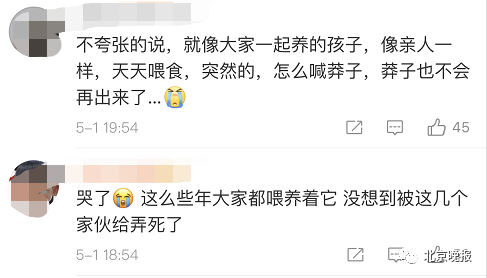 不夸张的说，就像大家一起养的孩子，像亲人一
样，天天喂食，突然的，怎么喊莽子，莽子也不会
再出来了...😭
5-1 19:54
45
哭了😭 这么些年大家都喂养着它 没想到被这几个
家伙给弄死了
5-1 18:54
北京晚报